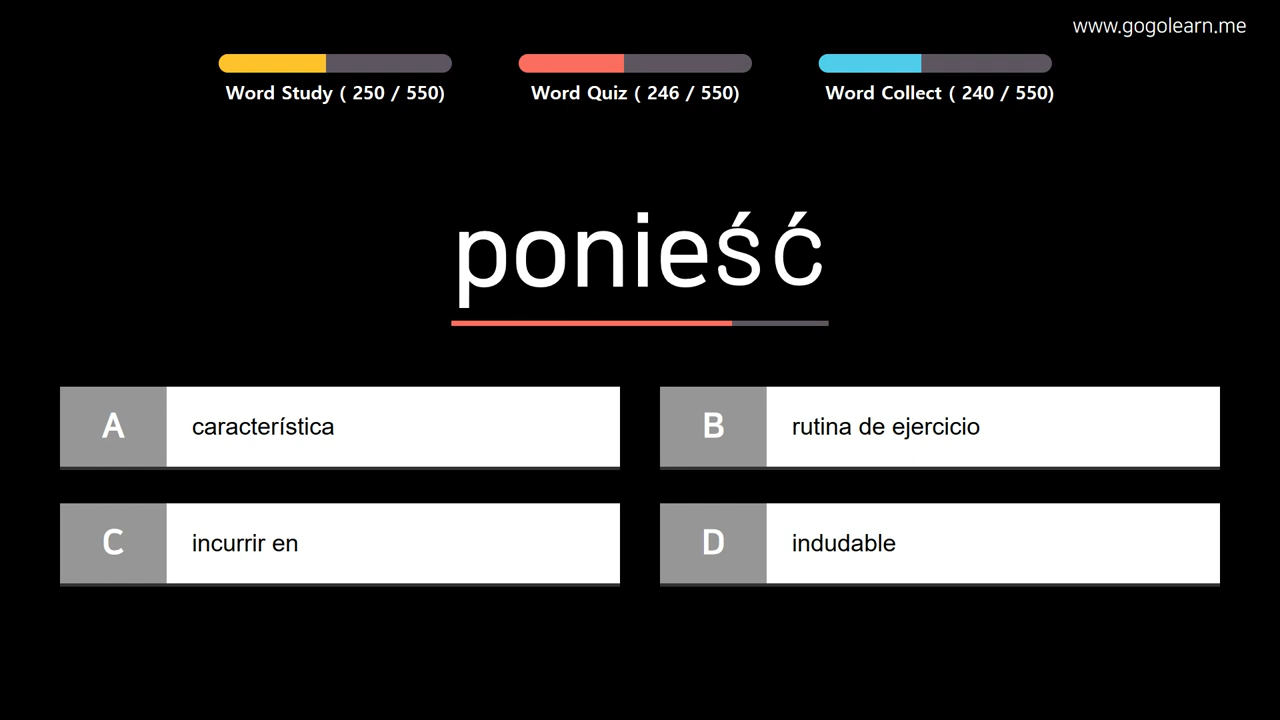 www.gogolearn.me
Word Study ( 250 / 550)
Word Quiz ( 246 / 550)
Word Collect ( 240 / 550)
ponieść
A
característica
B
rutina de ejercicio
C
incurrir en
D
indudable